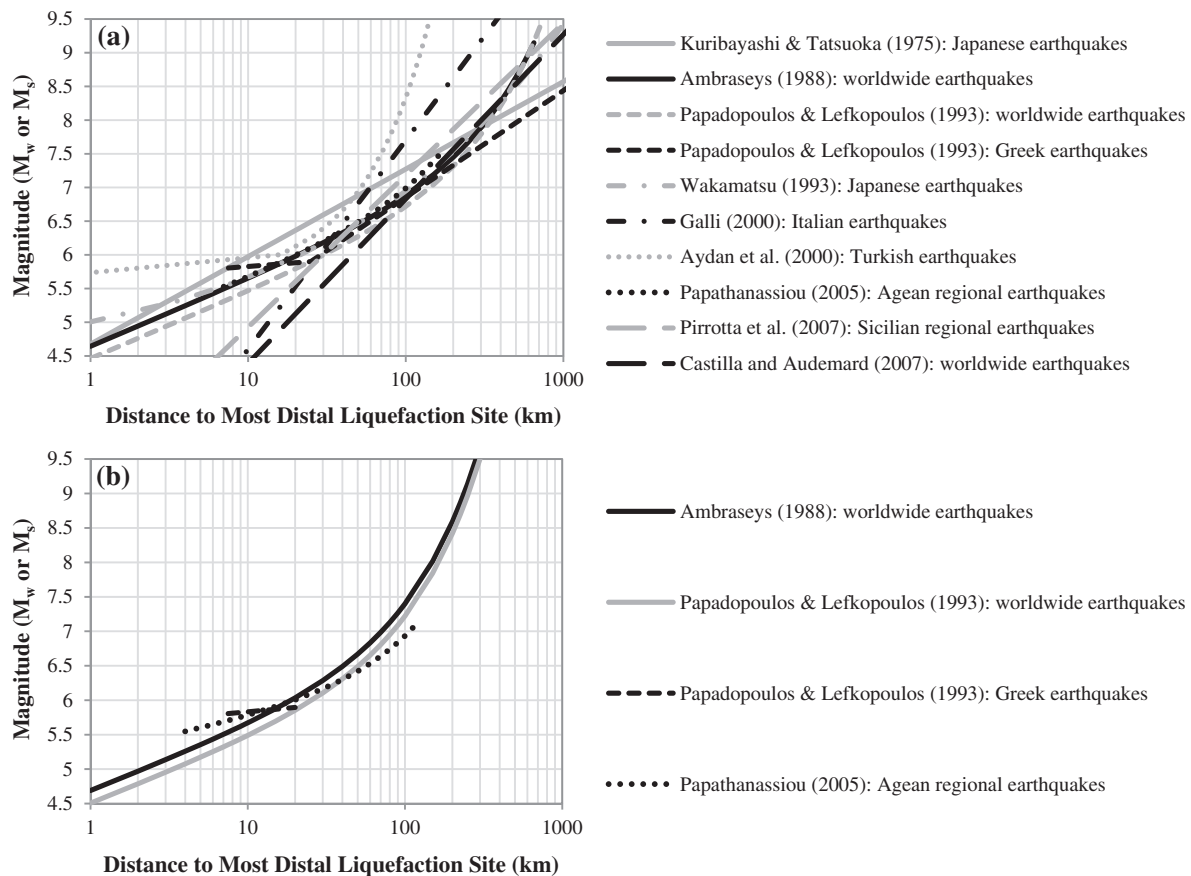 (a)
9.5
9
8.5
8
7.5
7
6.5
6
5.5
5
4.5
Magnitude (Mw or Ms)
1 10 100 1000
Distance to Most Distal Liquefaction Site (km)
Kuribayashi & Tatsuoka (1975): Japanese earthquakes
Ambraseys (1988): worldwide earthquakes
Papadopoulos & Lefkopoulos (1993): worldwide earthquakes
Papadopoulos & Lefkopoulos (1993): Greek earthquakes
Wakamatsu (1993): Japanese earthquakes
Galli (2000): Italian earthquakes
Aydan et al. (2000): Turkish earthquakes
Papathanassiou (2005): Agean regional earthquakes
Pirrotta et al. (2007): Sicilian regional earthquakes
Castilla and Audemard (2007): worldwide earthquakes
(b)
9.5
9
8.5
8
7.5
7
6.5
6
5.5
5
4.5
Magnitude (Mw or Ms)
1 10 100 1000
Distance to Most Distal Liquefaction Site (km)
Ambraseys (1988): worldwide earthquakes
Papadopoulos & Lefkopoulos (1993): worldwide earthquakes
Papadopoulos & Lefkopoulos (1993): Greek earthquakes
Papathanassiou (2005): Agean regional earthquakes